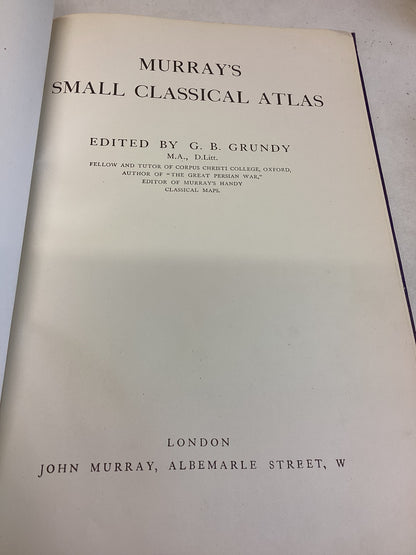 MURRAY'S
SMALL CLASSICAL ATLAS
EDITED BY G. B. GRUNDY
M.A., D.Litt.
FELLOW AND TUTOR OF CORPUS CHRISTI COLLEGE, OXFORD,
AUTHOR OF "THE GREAT PERSIAN WAR,"
EDITOR OF MURRAY'S HANDY
CLASSICAL MAPS.
LONDON
JOHN MURRAY, ALBEMARLE STREET, W